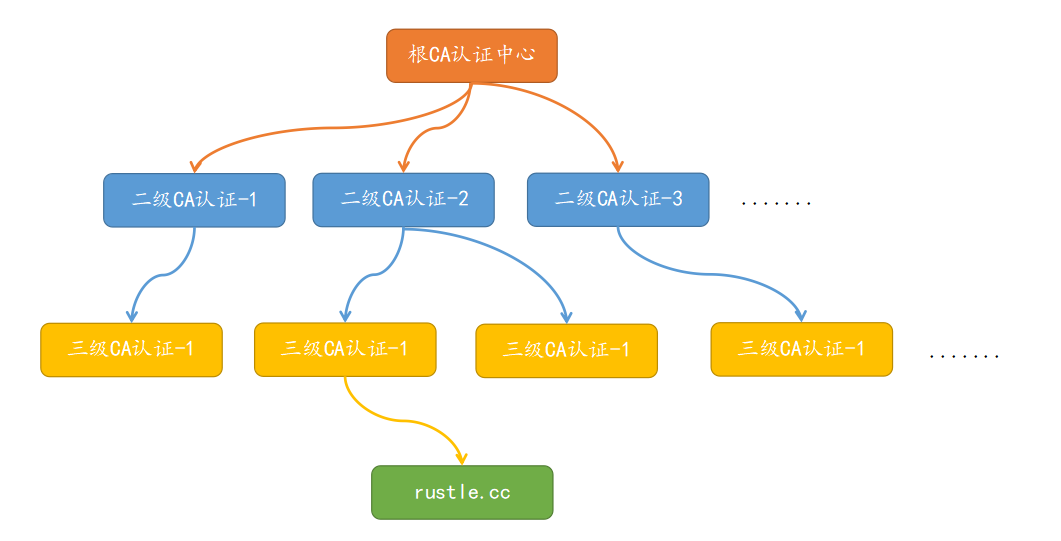 根CA认证中心
二级CA认证-1
二级CA认证-2
二级CA认证-3
.......
三级CA认证-1
三级CA认证-1
三级CA认证-1
三级CA认证-1
.......
rustle.cc